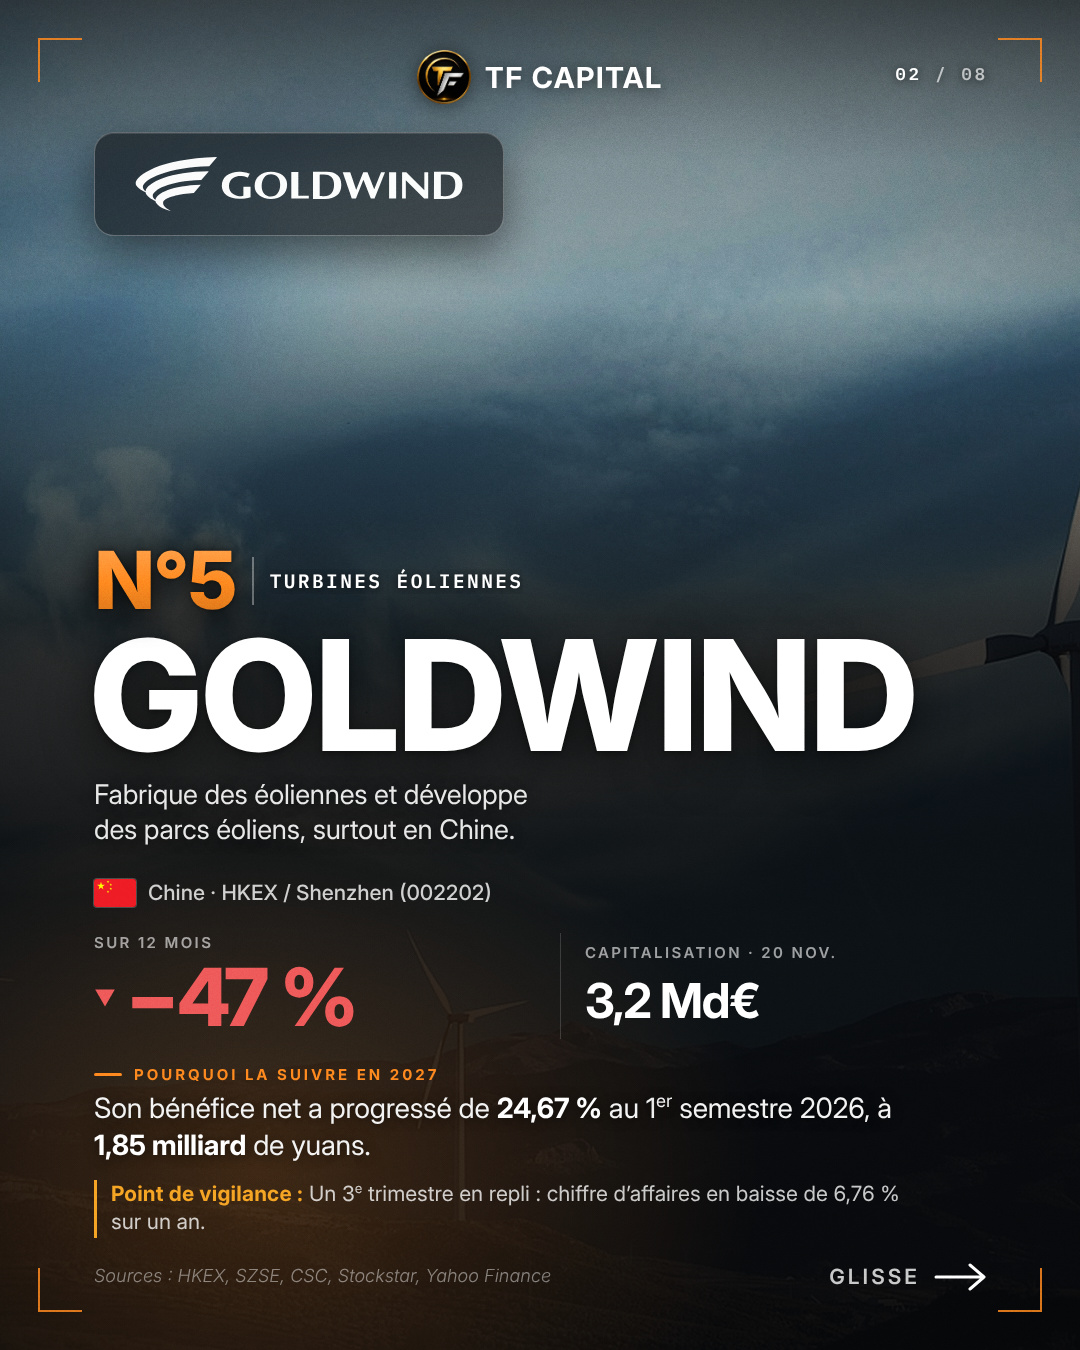 TF CAPITAL
02 / 08
GOLDWIND
N°5
TURBINES ÉOLIENNES
GOLDWIND
Fabrique des éoliennes et développe
des parcs éoliens, surtout en Chine.
Chine · HKEX / Shenzhen (002202)
SUR 12 MOIS
▼ −47 %
CAPITALISATION · 20 NOV.
3,2 Md€
POURQUOI LA SUIVRE EN 2027
Son bénéfice net a progressé de 24,67 % au 1er semestre 2026, à
1,85 milliard de yuans.
Point de vigilance : Un 3e trimestre en repli : chiffre d’affaires en baisse de 6,76 %
sur un an.
Sources : HKEX, SZSE, CSC, Stockstar, Yahoo Finance
GLISSE →